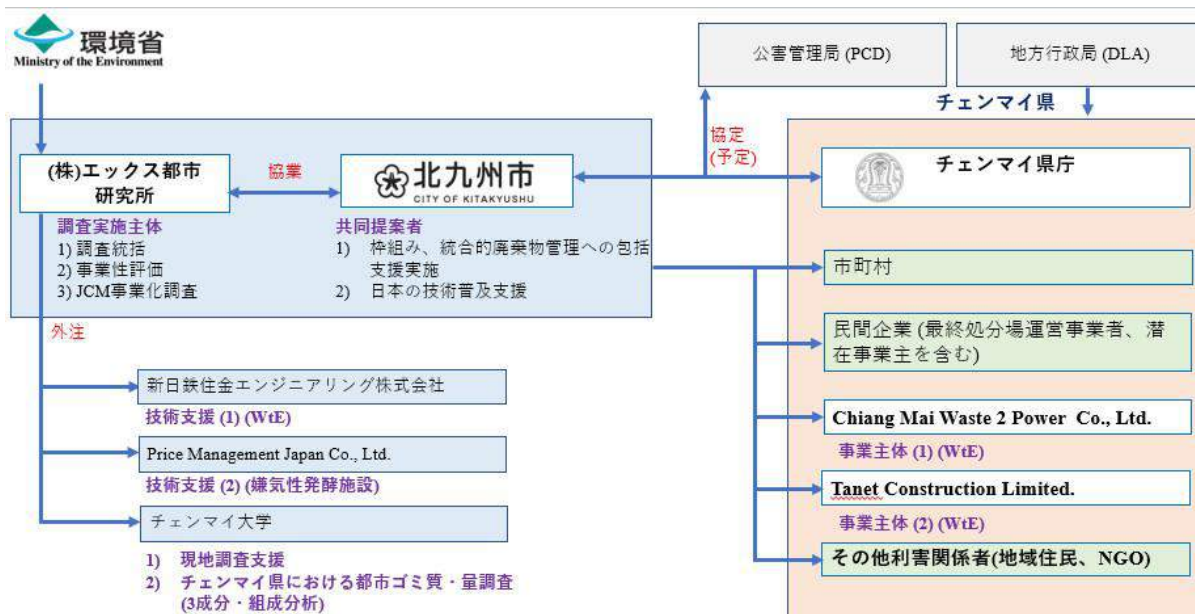 環境省
Ministry of the Environment
公害管理局 (PCD)
地方行政局 (DLA)
チェンマイ県
(株)エックス都市
研究所
協業
北九州市
CITY OF KITAKYUSHU
協定
(予定)
チェンマイ県庁
調査実施主体
1) 調査統括
2) 事業性評価
3) JCM事業化調査
共同提案者
1) 枠組み、統合的廃棄物管理への包括
支援実施
2) 日本の技術普及支援
市町村
外注
民間企業 (最終処分場運営事業者、潜
在事業主を含む)
新日鉄住金エンジニアリング株式会社
技術支援 (1) (WtE)
Price Management Japan Co., Ltd.
技術支援 (2) (嫌気性発酵施設)
チェンマイ大学
1) 現地調査支援
2) チェンマイ県における都市ゴミ質・量調査
(3成分・組成分析)
Chiang Mai Waste 2 Power Co., Ltd.
事業主体 (1) (WtE)
Tanet Construction Limited.
事業主体 (2) (WtE)
その他利害関係者(地域住民、NGO)